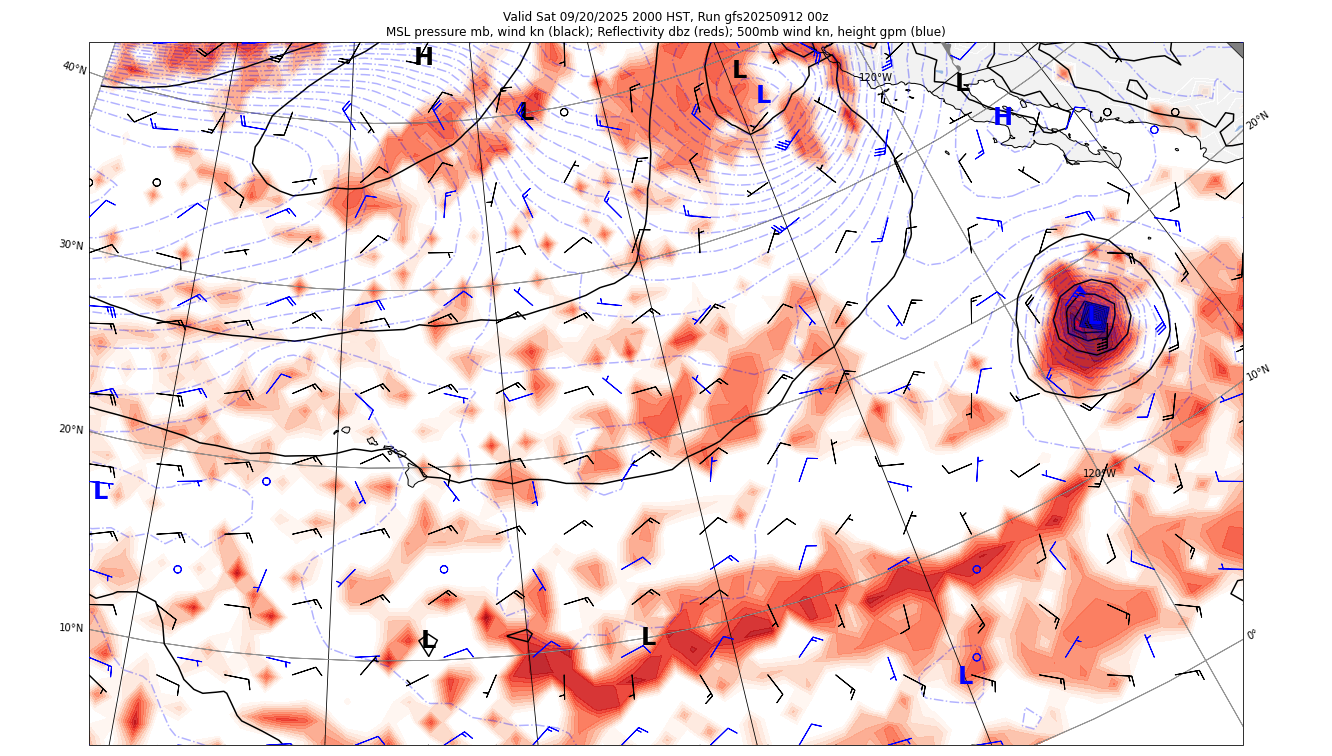 Valid Sat 09/20/2025 2000 HST, Run gfs20250912 00z
MSL pressure mb, wind kn (black); Reflectivity dbz (reds); 500mb wind kn, height gpm (blue)
H
L
40°N
120°W
L
L
L
H
20°N
30°N
L
10°N
20°N
120°W
L
10°N
L
L
0°
L